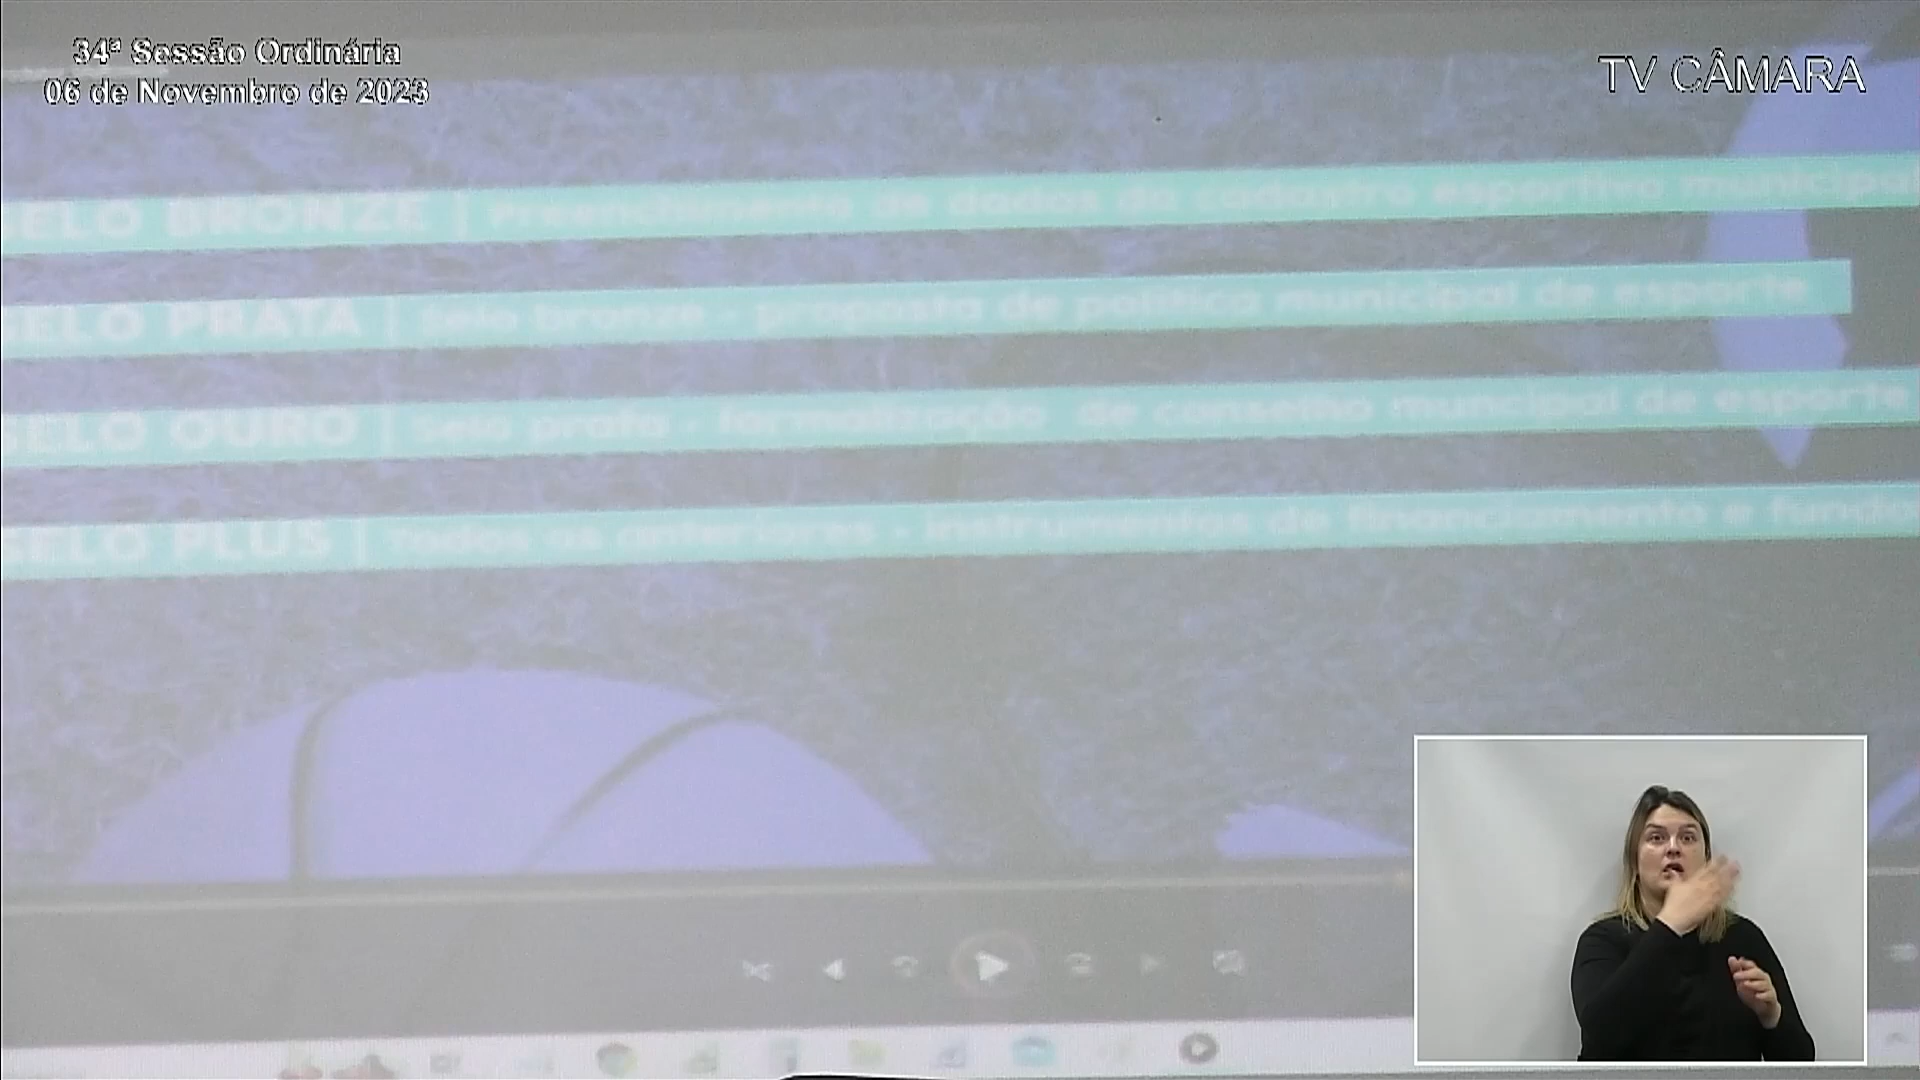 34ª Sessão Ordinária
06 de Novembro de 2023
TV CÂMARA
SELO BRONZE | Preenchimento de dados do cadastro esportivo municipal
SELO PRATA | Selo bronze - proposta de política municipal de esporte
SELO OURO | Selo prata - formalização de conselho muncipal de esporte
SELO PLUS | Todos os anteriores - instrumentos de financiamento e fundo